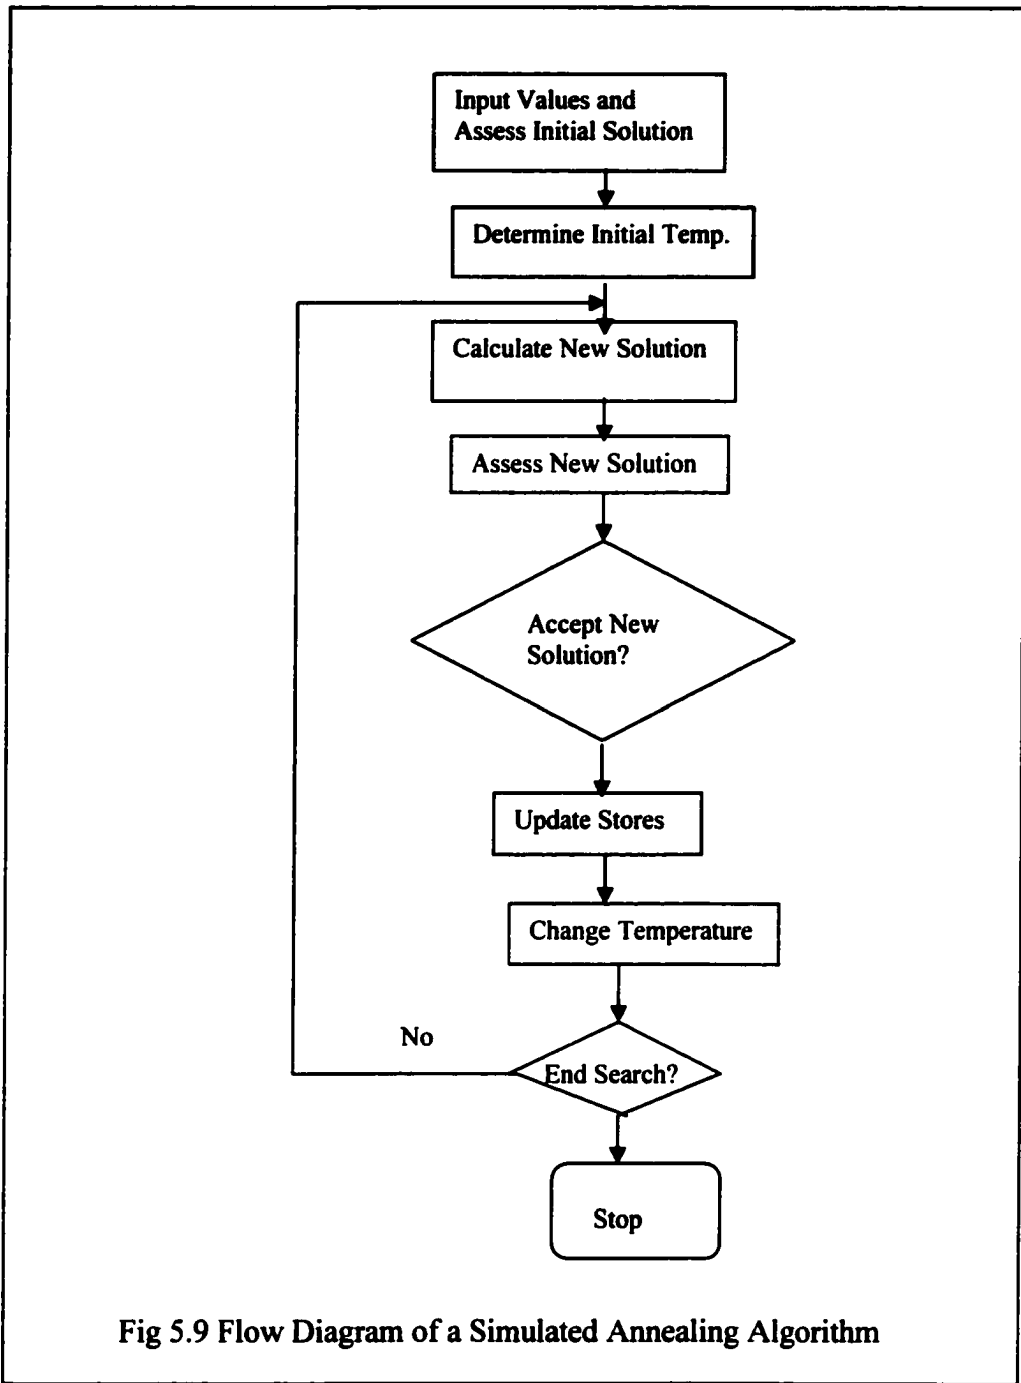 Input Values and
Assess Initial Solution
Determine Initial Temp.
Calculate New Solution
Assess New Solution
Accept New
Solution?
Update Stores
Change Temperature
No
End Search?
Stop
Fig 5.9 Flow Diagram of a Simulated Annealing Algorithm